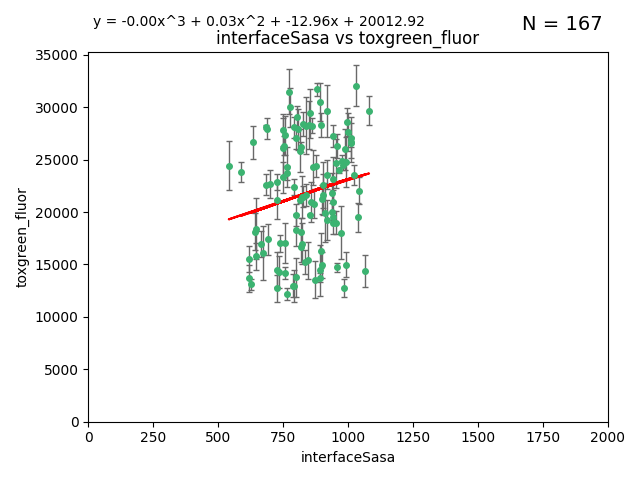 y = -0.00x^3 + 0.03x^2 + -12.96x + 20012.92
N = 167
interfaceSasa vs toxgreen_fluor
35000
30000
25000
20000
15000
10000
5000
0
toxgreen_fluor
0 250 500 750 1000 1250 1500 1750 2000
interfaceSasa